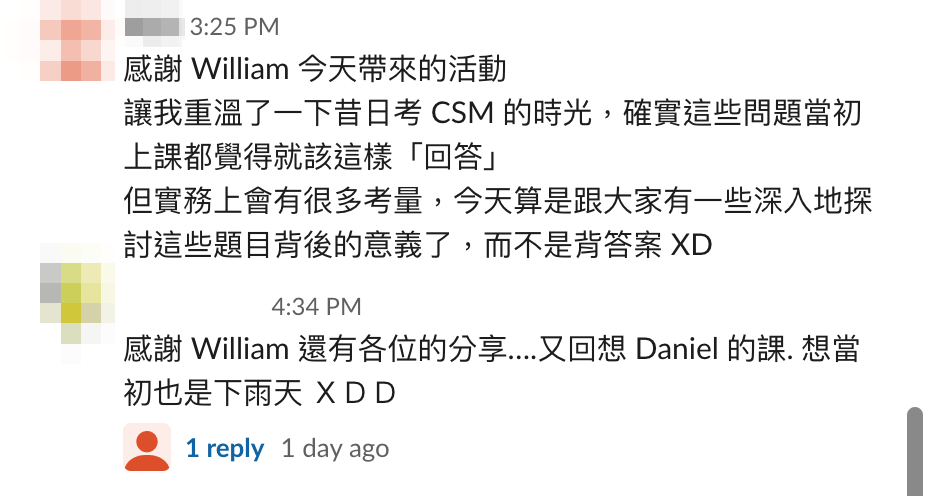 3:25 PM
感謝 William 今天帶來的活動
讓我重溫了一下昔日考 CSM 的時光，確實這些問題當初
上課都覺得就該這樣「回答」
但實務上會有很多考量，今天算是跟大家有一些深入地探
討這些題目背後的意義了，而不是背答案 XD
4:34 PM
感謝 William 還有各位的分享....又回想 Daniel 的課. 想當
初也是下雨天 ＸＤＤ
1 reply 1 day ago